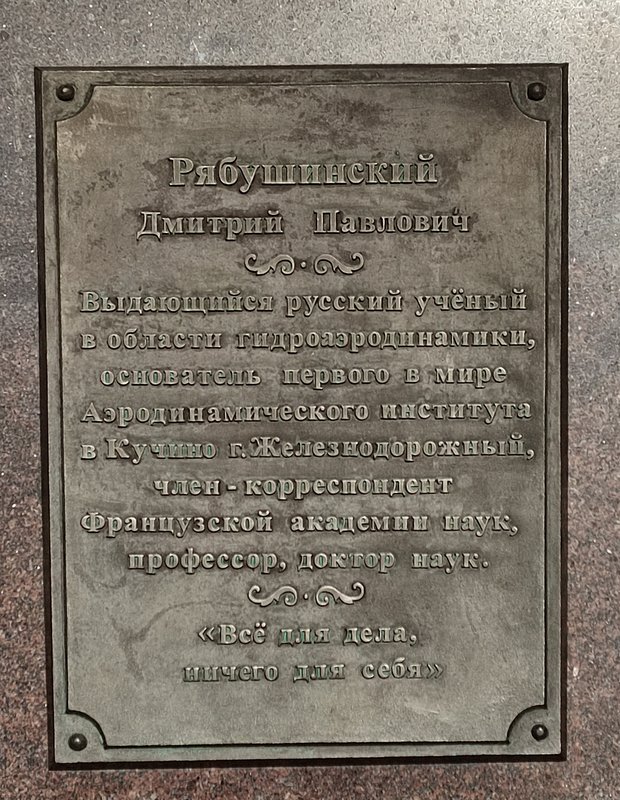 Рябушинский
Дмитрий Павлович
Выдающийся русский учёный
в области гидроаэродинамики,
основатель первого в мире
Аэродинамического института
в Кучино г. Железнодорожный,
член - корреспондент
Французской академии наук,
профессор, доктор наук.
«Всё для дела,
ничего для себя»